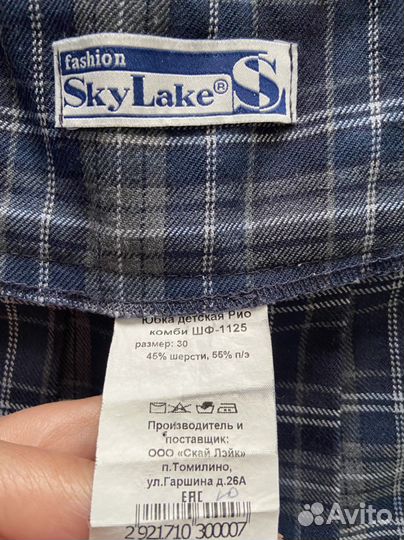 fashion
SkyLake® S
Юбка детская Рио
комби ШФ-1125
размер: 30
45% шерсти, 55% п/э
Производитель и
поставщик:
ООО «Скай Лэйк»
п.Томилино,
ул.Гаршина д.26А
EAC
2 921710 300007
Avito